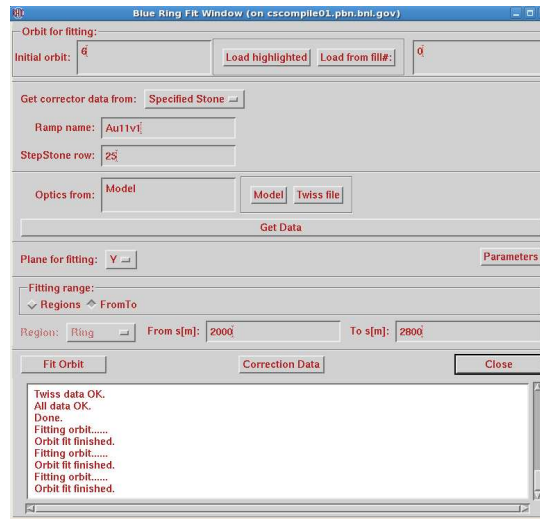 Blue Ring Fit Window (on cscompile01.pbn.bnl.gov)
Orbit for fitting:
Initial orbit: 6 Load highlighted Load from fill#: 0
Get corrector data from: Specified Stone
Ramp name: Au11v1
StepStone row: 25
Optics from: Model Model Twiss file
Get Data
Plane for fitting: Y Parameters
Fitting range:
Regions FromTo
Region: Ring From s[m]: 2000 To s[m]: 2800
Fit Orbit Correction Data Close
Twiss data OK.
All data OK.
Done.
Fitting orbit......
Orbit fit finished.
Fitting orbit......
Orbit fit finished.
Fitting orbit......
Orbit fit finished.